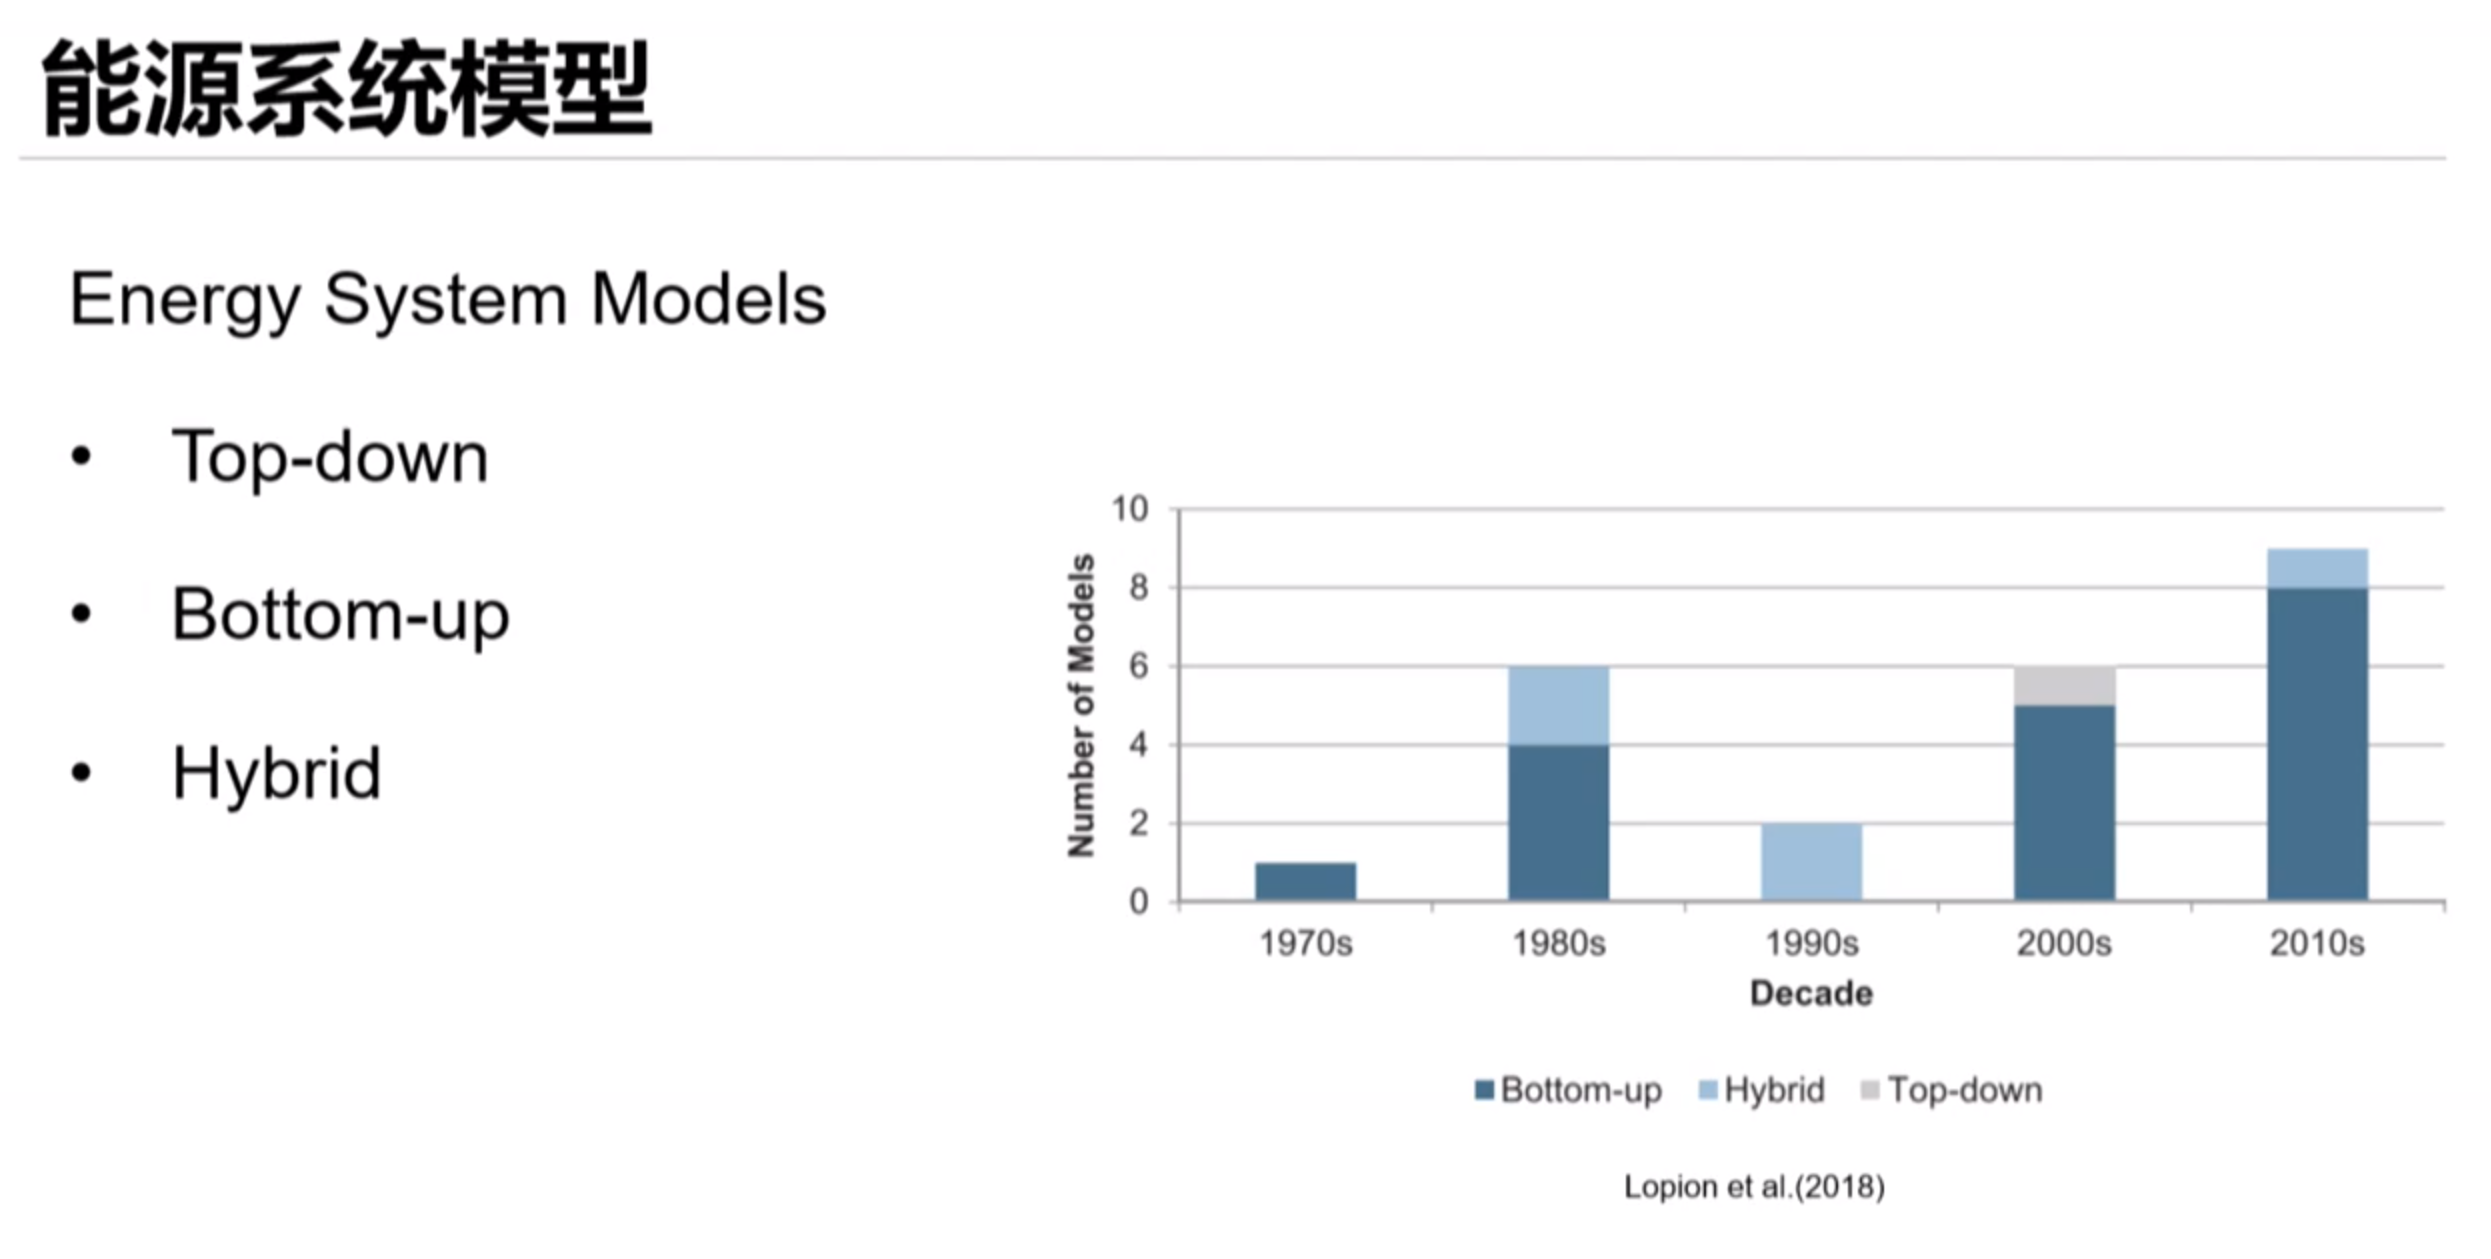 能源系统模型
Energy System Models
• Top-down
• Bottom-up
• Hybrid
Number of Models
10
8
6
4
2
0
1970s 1980s 1990s 2000s 2010s
Decade
Bottom-up Hybrid Top-down
Lopion et al.(2018)